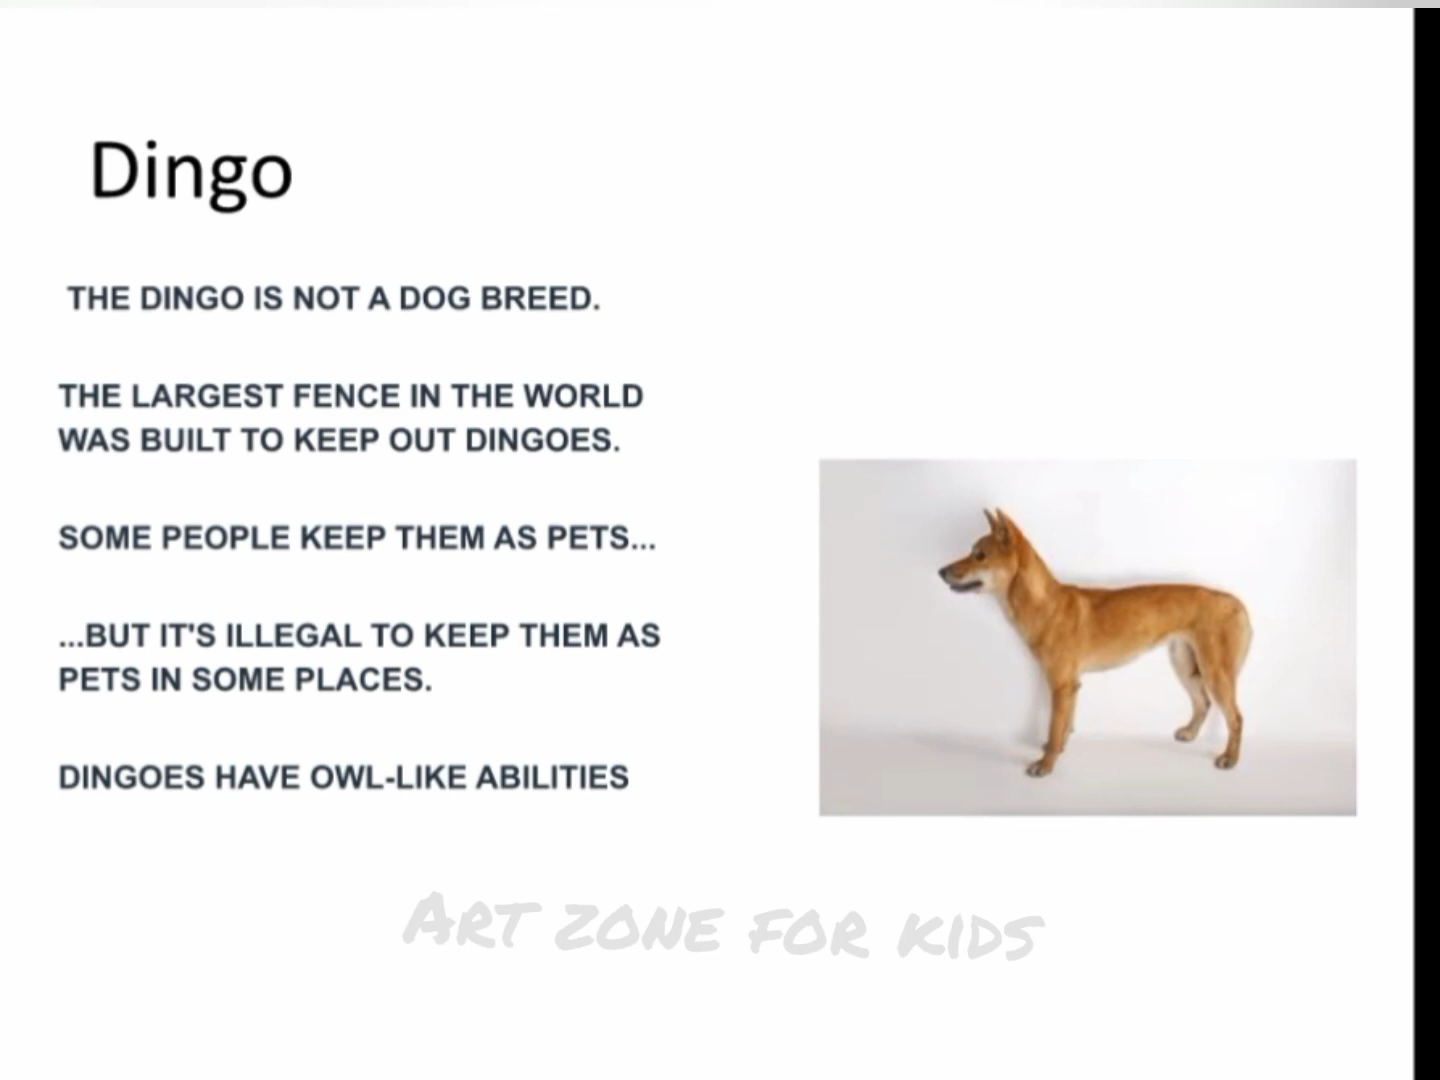 Dingo
THE DINGO IS NOT A DOG BREED.
THE LARGEST FENCE IN THE WORLD
WAS BUILT TO KEEP OUT DINGOES.
SOME PEOPLE KEEP THEM AS PETS...
...BUT IT'S ILLEGAL TO KEEP THEM AS
PETS IN SOME PLACES.
DINGOES HAVE OWL-LIKE ABILITIES
ART ZONE FOR KIDS